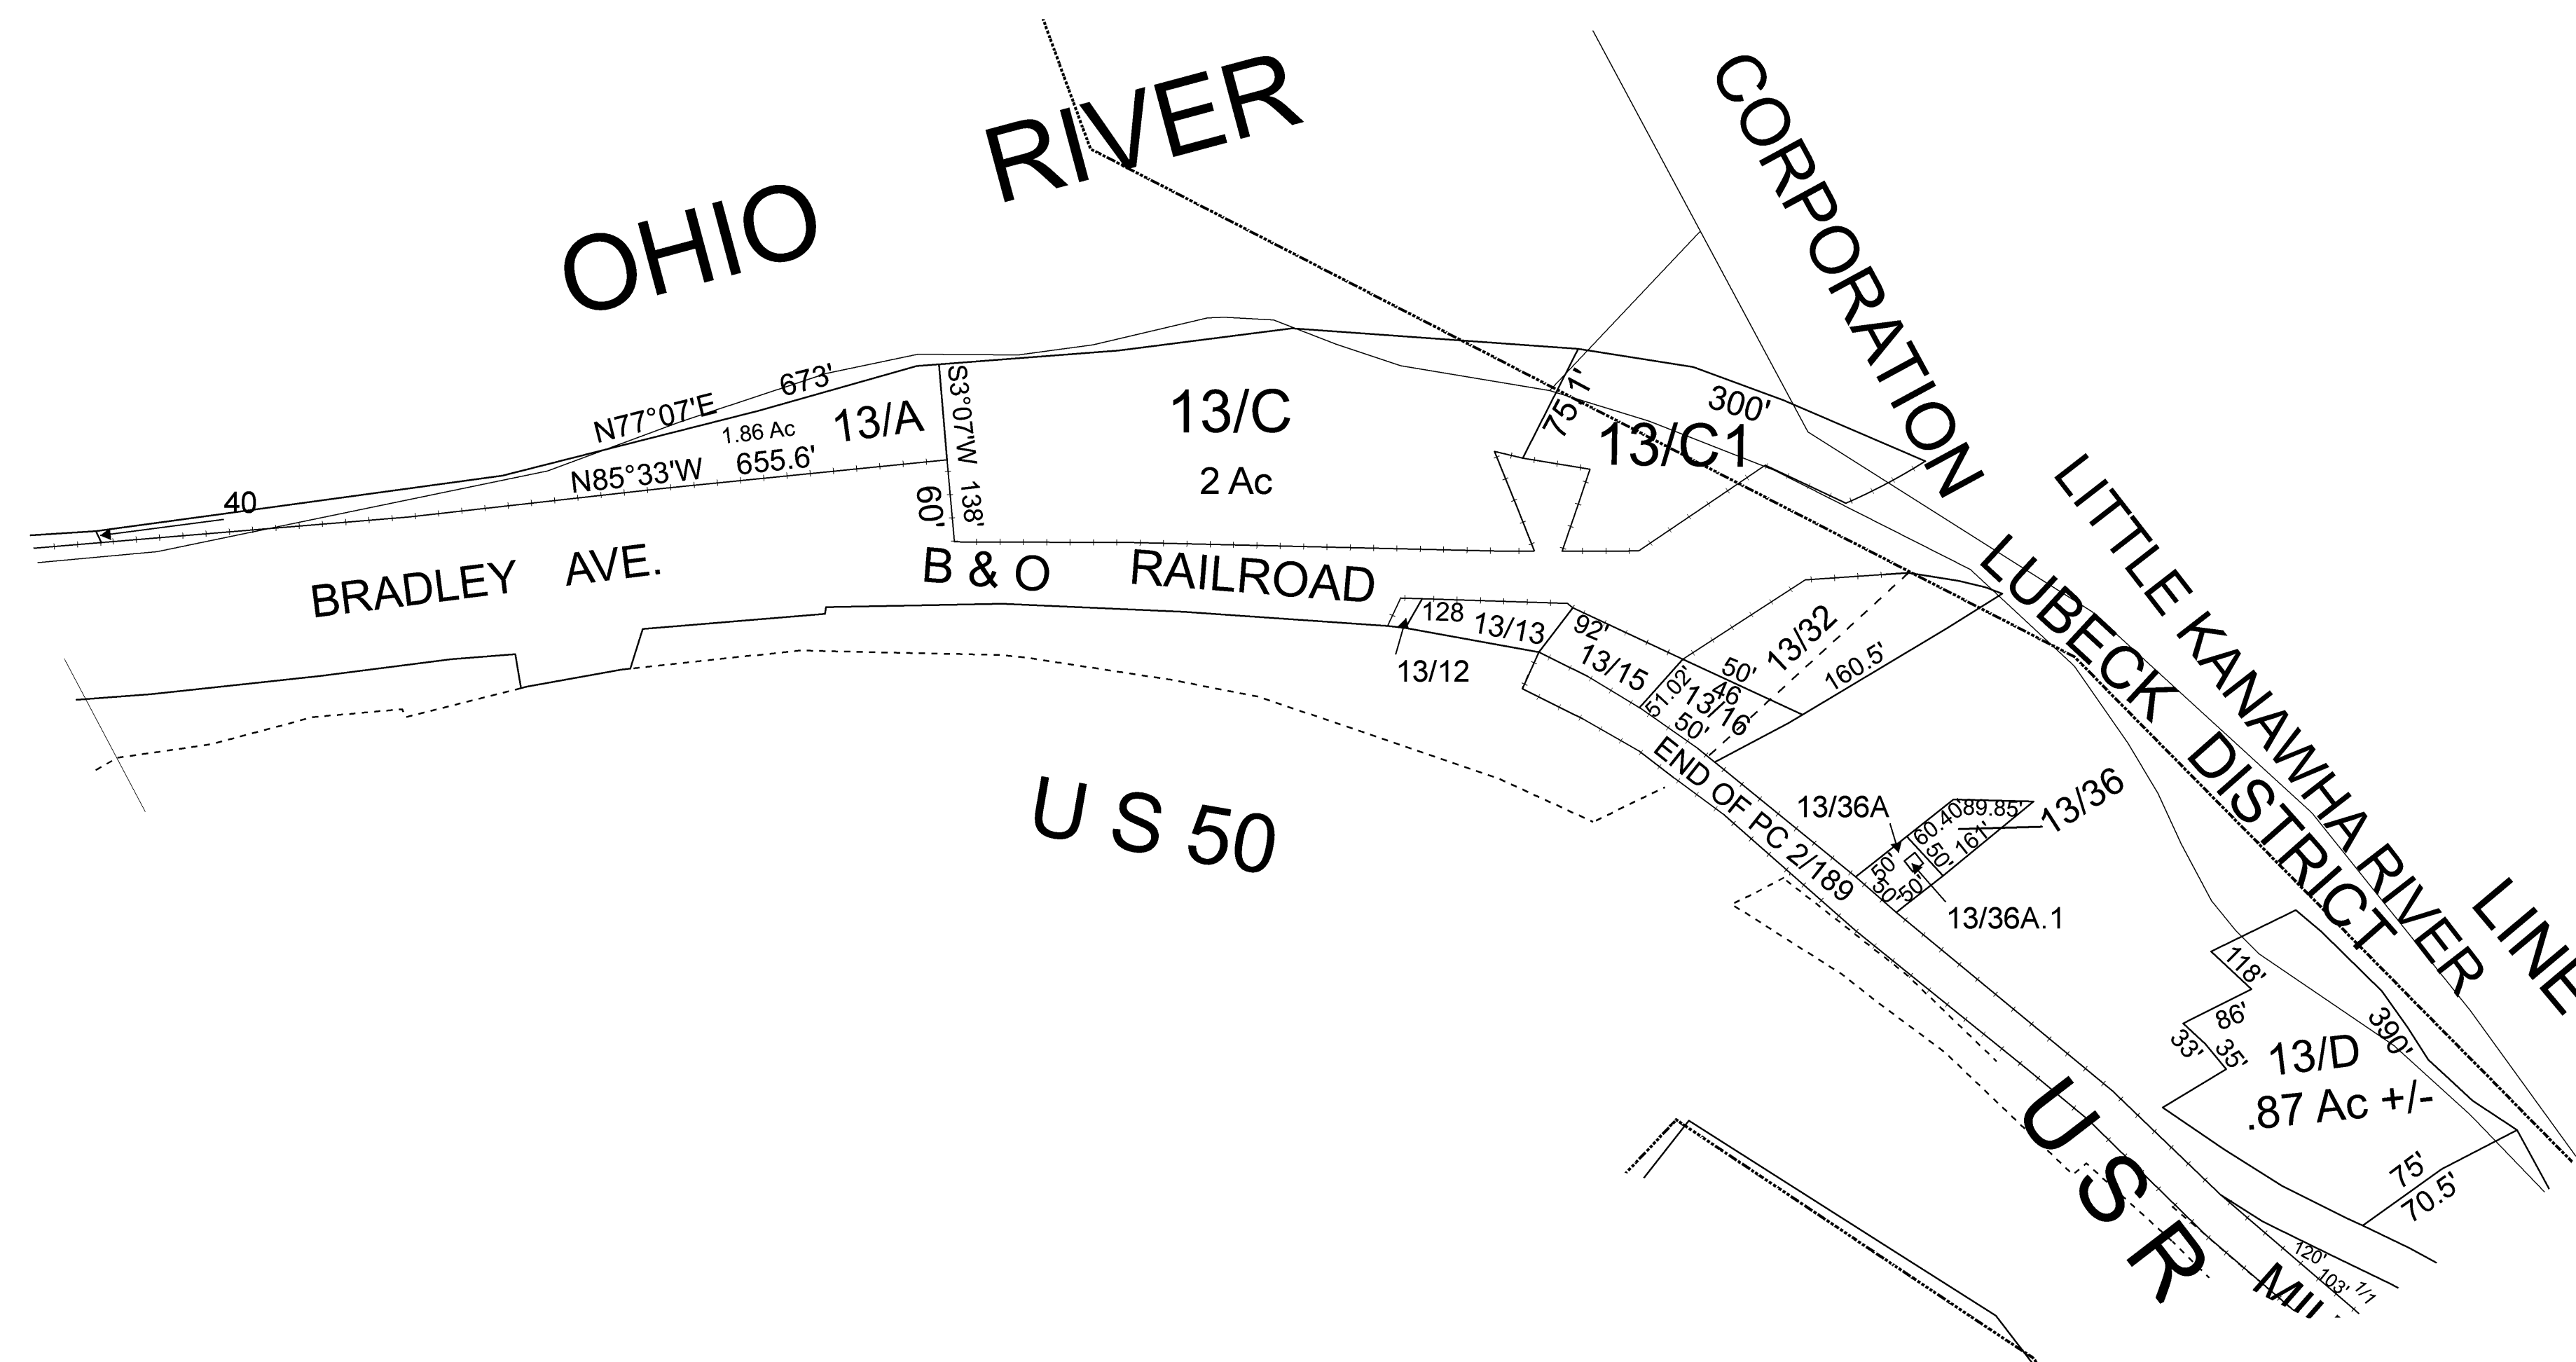 OHIO RIVER
CORPORATION LINE
LITTLE KANAWHA RIVER
LUBECK DISTRICT
N77°07'E 673'
1.86 Ac
13/A
N85°33'W 655.6'
40
S3°07'W 138'
60'
13/C
2 Ac
75.1'
300'
13/C1
BRADLEY AVE.
B & O RAILROAD
128
13/13
13/12
92'
13/15
51.02'
50'
46
13/16
50'
13/32
160.5'
END OF PC 2/189
U S 50
13/36A
60.40
89.85'
13/36
161'
50'
50'
50'
50'
13/36A.1
118'
86'
33'
35'
390'
13/D
.87 Ac +/-
75'
70.5'
U S R
120'
103'
1/1